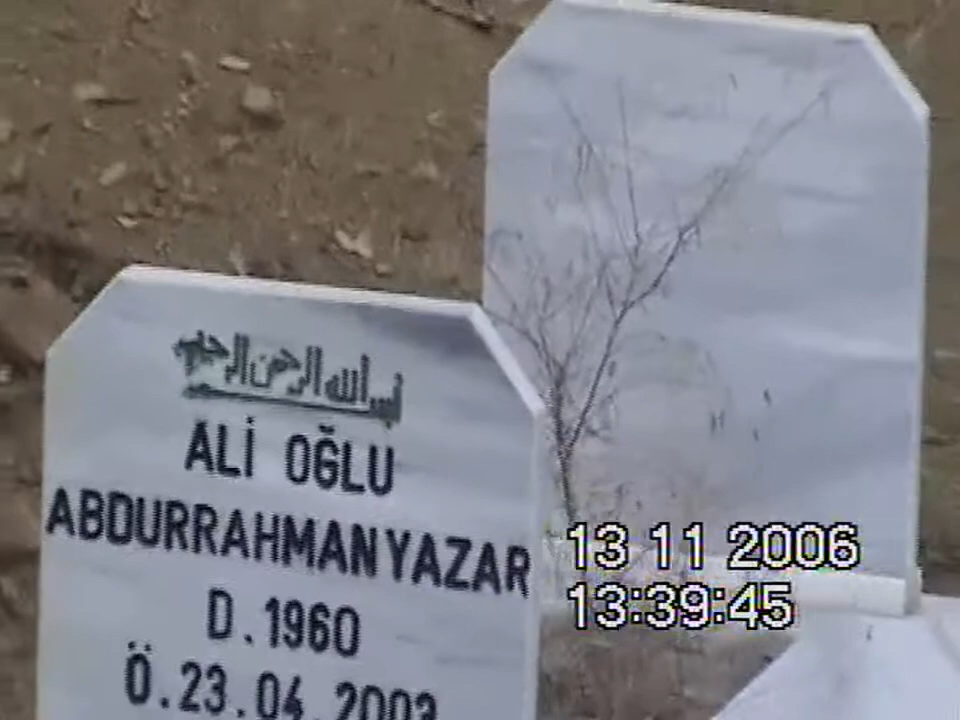 بسم الله الرحمن الرحيم
ALİ OĞLU
ABDURRAHMAN YAZAR
D.1960
Ö.23.04.2003
13 11 2006
13:39:45